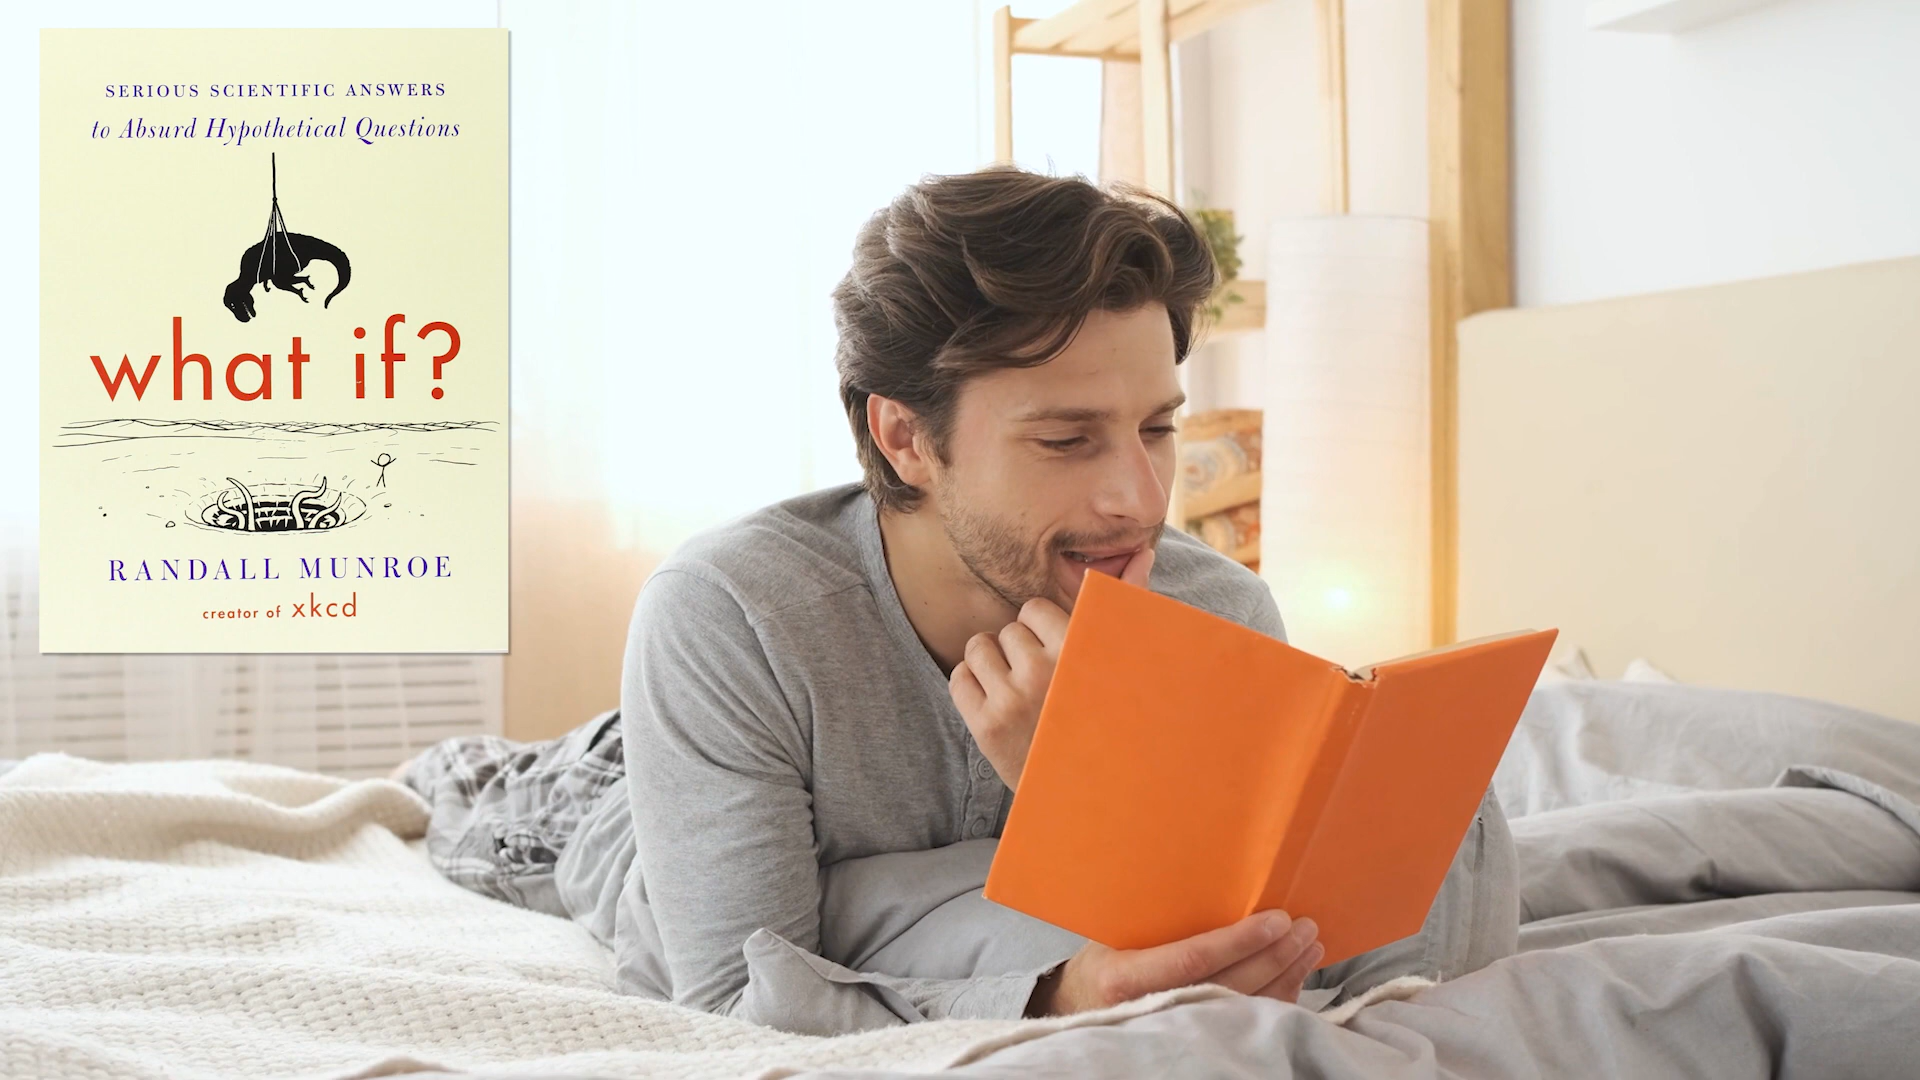 SERIOUS SCIENTIFIC ANSWERS
to Absurd Hypothetical Questions
what if?
RANDALL MUNROE
creator of xkcd